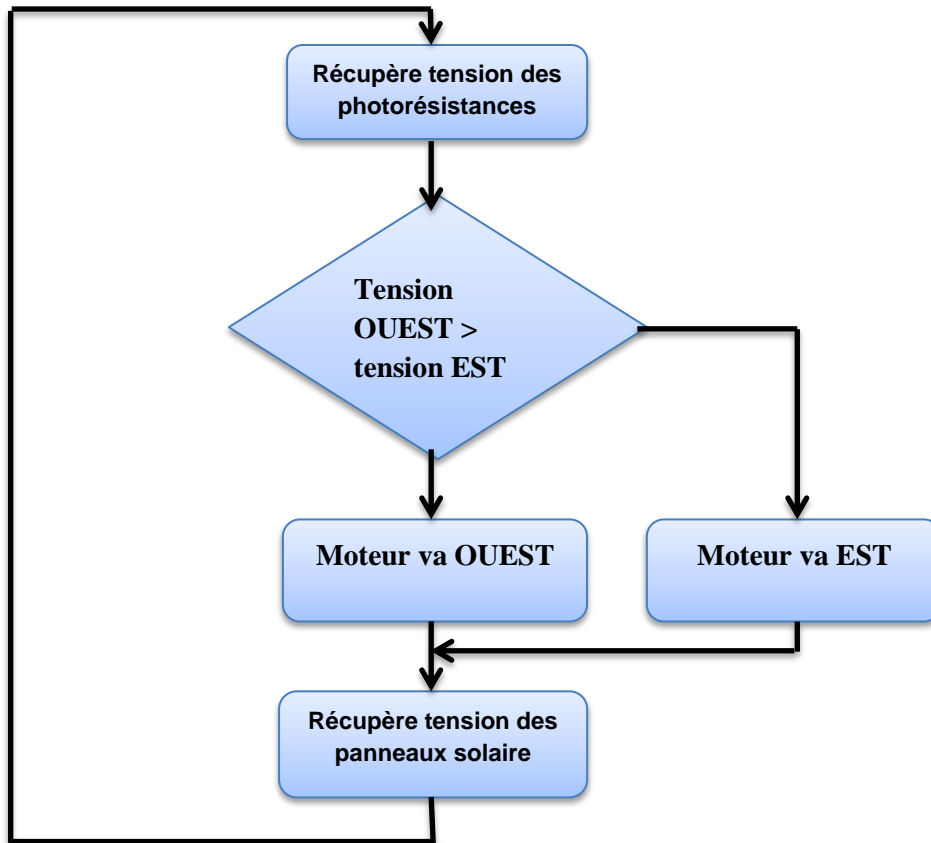 Récupère tension des
photorésistances
Tension
OUEST >
tension EST
Moteur va OUEST
Moteur va EST
Récupère tension des
panneaux solaire